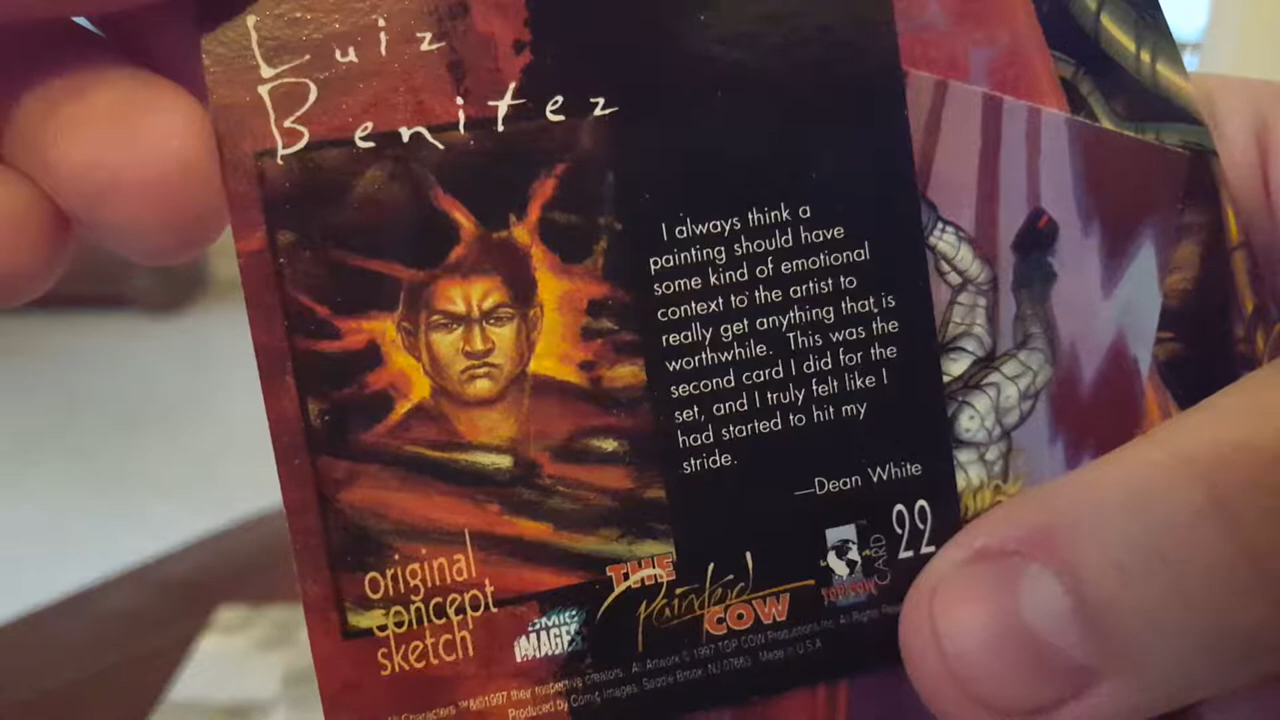 Luiz
Benitez
I always think a
painting should have
some kind of emotional
context to the artist to
really get anything that is
worthwhile. This was the
second card I did for the
set, and I truly felt like I
had started to hit my
stride.
—Dean White
original
concept
sketch
IMAGES
THE
Painted
COW
TOP COW
CARD 22
Characters ™&©1997 their respective creators. All Artwork © 1997 TOP COW Productions Inc. All Rights
Produced by Comic Images, Saddle Brook, NJ 07663 Made in U.S.A